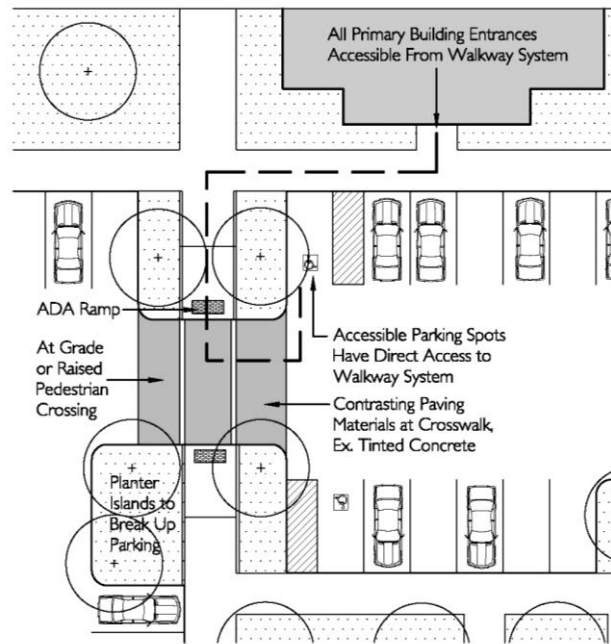 All Primary Building Entrances
Accessible From Walkway System
ADA Ramp
At Grade
or Raised
Pedestrian
Crossing
Accessible Parking Spots
Have Direct Access to
Walkway System
Contrasting Paving
Materials at Crosswalk,
Ex. Tinted Concrete
Planter
Islands to
Break Up
Parking